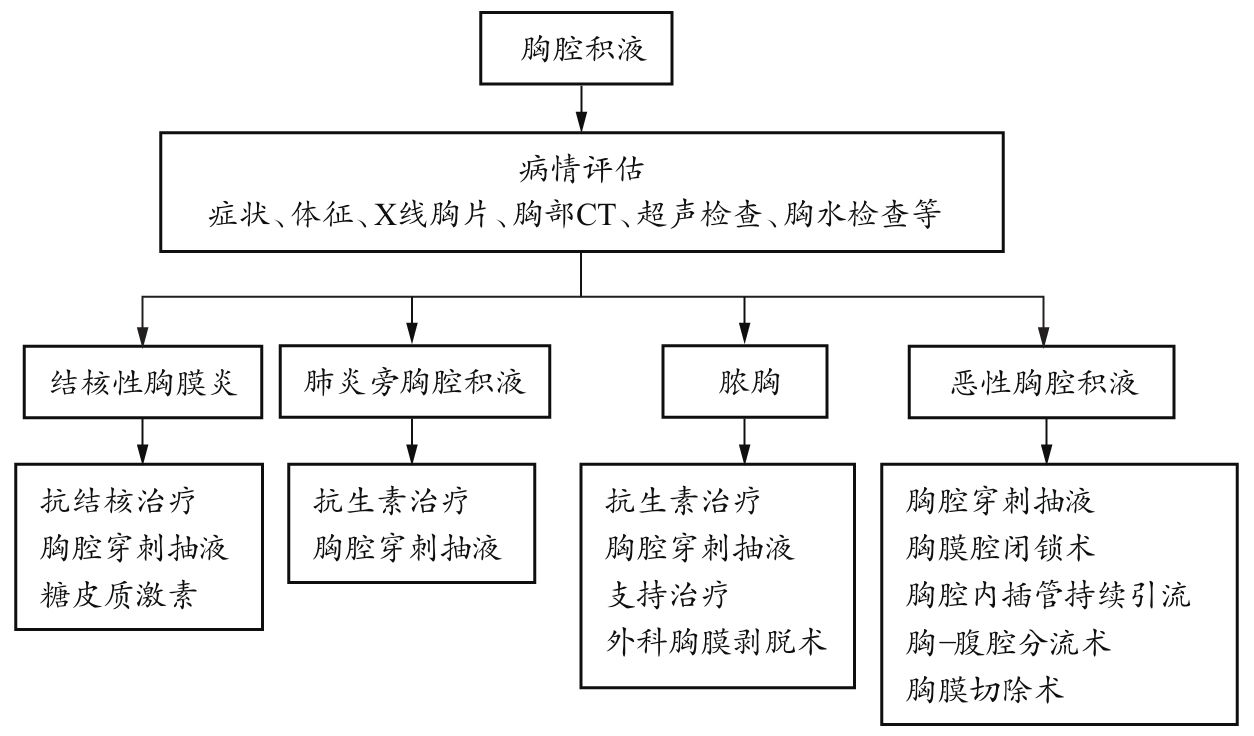 胸腔积液
病情评估
症状、体征、X线胸片、胸部CT、超声检查、胸水检查等
结核性胸膜炎
肺炎旁胸腔积液
脓胸
恶性胸腔积液
抗结核治疗
胸腔穿刺抽液
糖皮质激素
抗生素治疗
胸腔穿刺抽液
抗生素治疗
胸腔穿刺抽液
支持治疗
外科胸膜剥脱术
胸腔穿刺抽液
胸膜腔闭锁术
胸腔内插管持续引流
胸-腹腔分流术
胸膜切除术